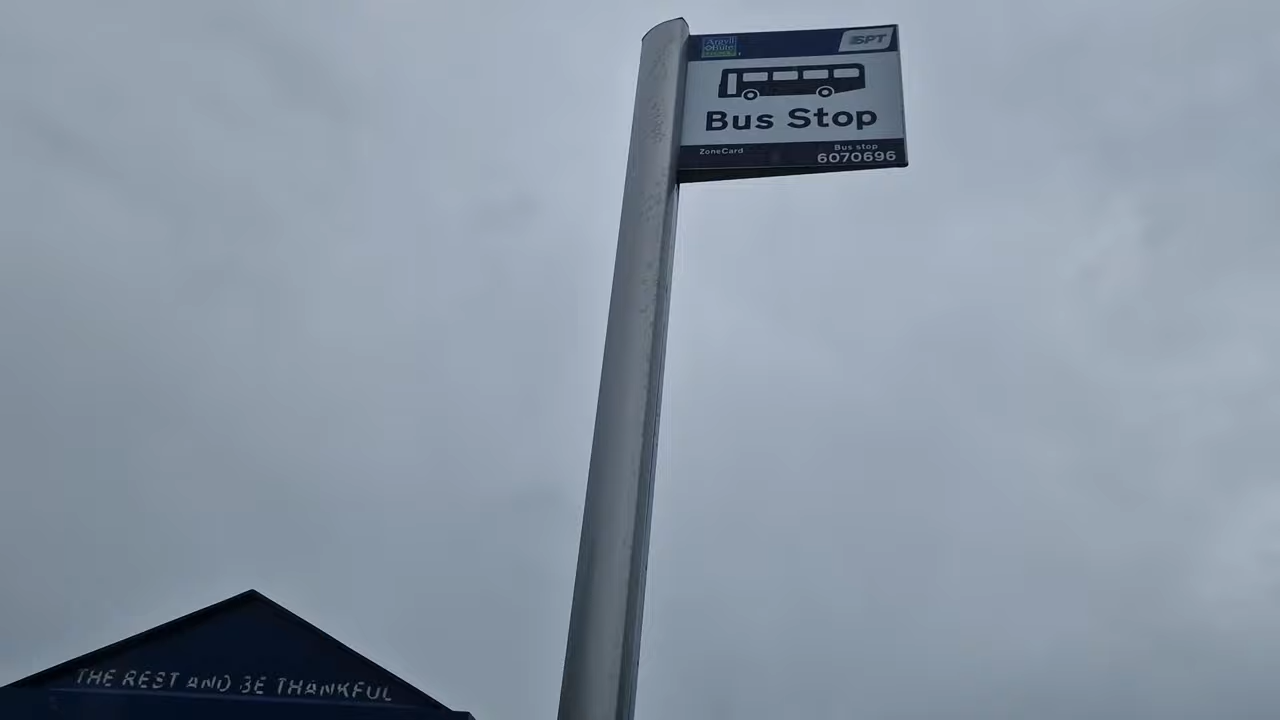 Argyll
&Bute
SPT
Bus Stop
ZoneCard
Bus stop
6070696
THE REST AND BE THANKFUL